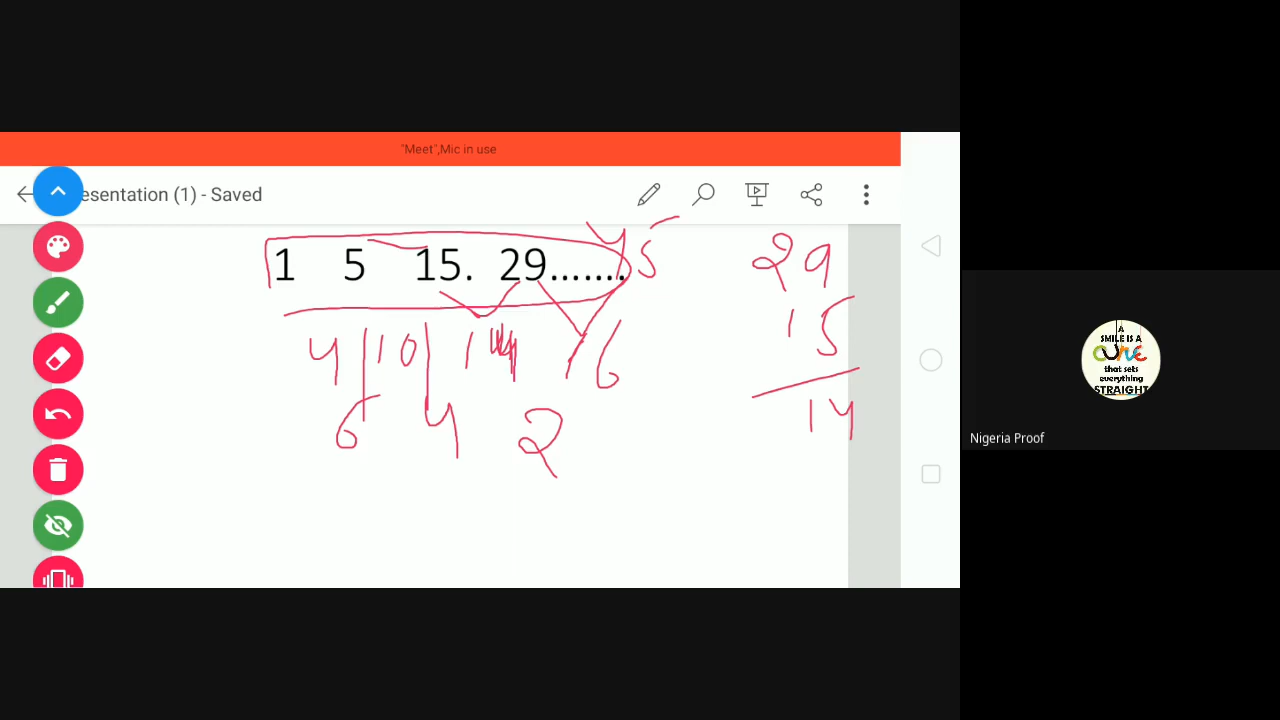 "Meet",Mic in use
esentation (1) - Saved
1 5 15. 29.......
45
4 10 14 16
6 4 2
29
15
14
A
SMILE IS A
CURE
that sets
everything
STRAIGHT
Nigeria Proof